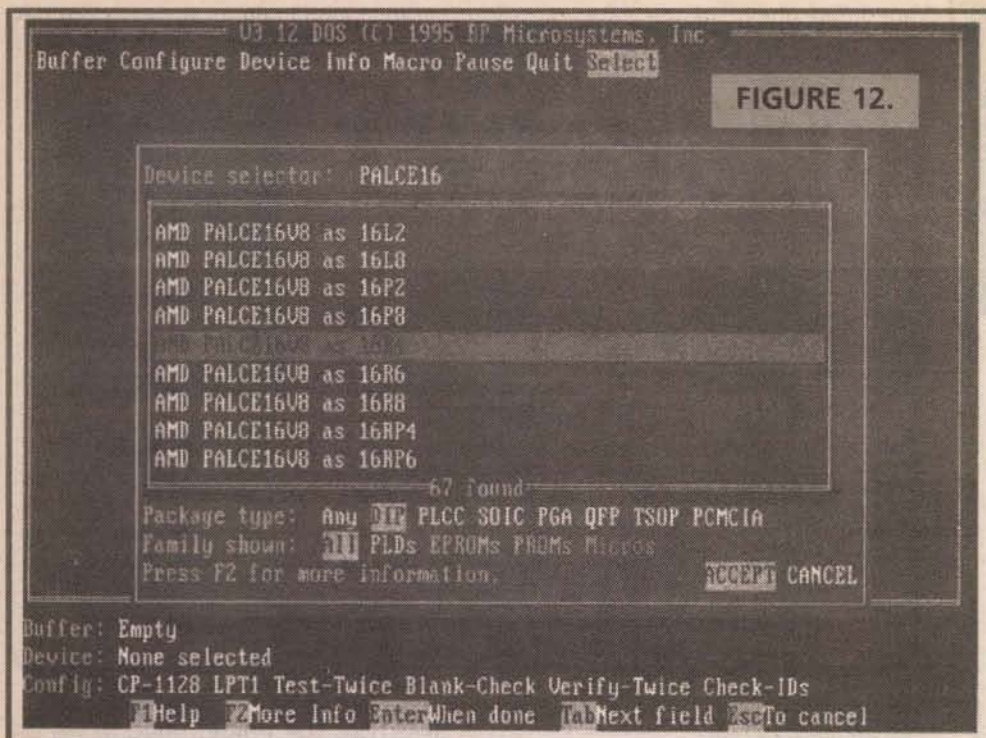 V3.12 DOS (C) 1995 BP Microsystems, Inc
Buffer Configure Device Info Macro Pause Quit Select
FIGURE 12.
Device selector: PALCE16
AMD PALCE16V8 as 16L2
AMD PALCE16V8 as 16L8
AMD PALCE16V8 as 16P2
AMD PALCE16V8 as 16P8
AMD PALCE16V8 as 16R4
AMD PALCE16V8 as 16R6
AMD PALCE16V8 as 16R8
AMD PALCE16V8 as 16RP4
AMD PALCE16V8 as 16RP6
67 found
Package type: Any DIP PLCC SOIC PGA QFP TSOP PCMCIA
Family shown: All PLDs EPROMs PROMs Micros
Press F2 for more information.
ACCEPT CANCEL
Buffer: Empty
Device: None selected
Config: CP-1128 LPT1 Test-Twice Blank-Check Verify-Twice Check-IDs
F1Help F2More Info EnterWhen done TabNext field EscTo cancel